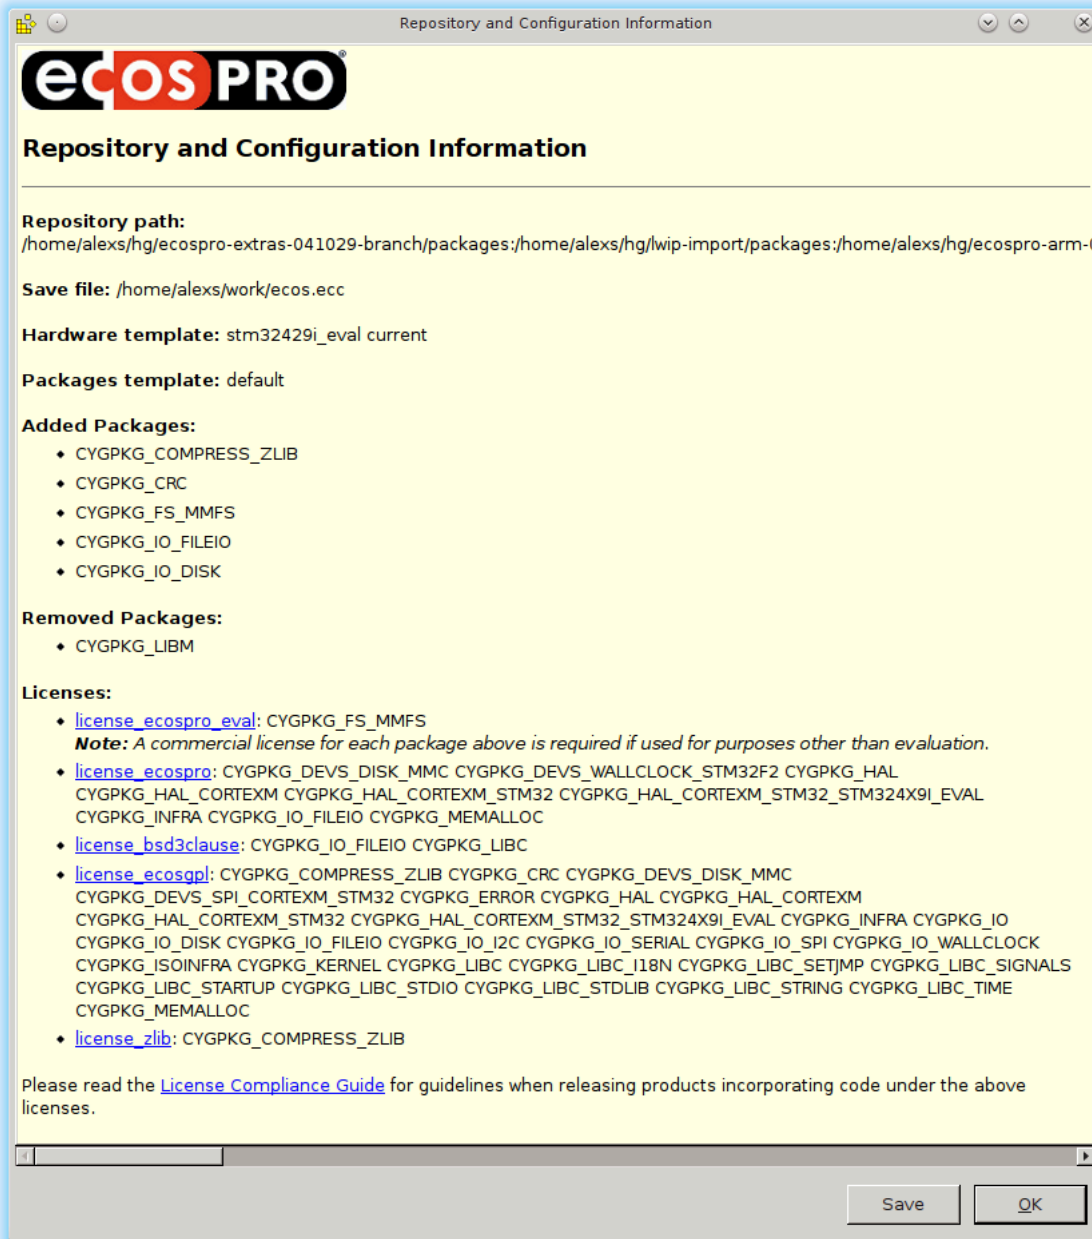 Repository and Configuration Information
ecosPRO®
Repository and Configuration Information
Repository path:
/home/alexs/hg/ecospro-extras-041029-branch/packages:/home/alexs/hg/lwip-import/packages:/home/alexs/hg/ecospro-arm-
Save file: /home/alexs/work/ecos.ecc
Hardware template: stm32429i_eval current
Packages template: default
Added Packages:
• CYGPKG_COMPRESS_ZLIB
• CYGPKG_CRC
• CYGPKG_FS_MMFS
• CYGPKG_IO_FILEIO
• CYGPKG_IO_DISK
Removed Packages:
• CYGPKG_LIBM
Licenses:
• license_ecospro_eval: CYGPKG_FS_MMFS
Note: A commercial license for each package above is required if used for purposes other than evaluation.
• license_ecospro: CYGPKG_DEVS_DISK_MMC CYGPKG_DEVS_WALLCLOCK_STM32F2 CYGPKG_HAL
CYGPKG_HAL_CORTEXM CYGPKG_HAL_CORTEXM_STM32 CYGPKG_HAL_CORTEXM_STM32_STM324X9I_EVAL
CYGPKG_INFRA CYGPKG_IO_FILEIO CYGPKG_MEMALLOC
• license_bsd3clause: CYGPKG_IO_FILEIO CYGPKG_LIBC
• license_ecosgpl: CYGPKG_COMPRESS_ZLIB CYGPKG_CRC CYGPKG_DEVS_DISK_MMC
CYGPKG_DEVS_SPI_CORTEXM_STM32 CYGPKG_ERROR CYGPKG_HAL CYGPKG_HAL_CORTEXM
CYGPKG_HAL_CORTEXM_STM32 CYGPKG_HAL_CORTEXM_STM32_STM324X9I_EVAL CYGPKG_INFRA CYGPKG_IO
CYGPKG_IO_DISK CYGPKG_IO_FILEIO CYGPKG_IO_I2C CYGPKG_IO_SERIAL CYGPKG_IO_SPI CYGPKG_IO_WALLCLOCK
CYGPKG_ISOINFRA CYGPKG_KERNEL CYGPKG_LIBC CYGPKG_LIBC_I18N CYGPKG_LIBC_SETJMP CYGPKG_LIBC_SIGNALS
CYGPKG_LIBC_STARTUP CYGPKG_LIBC_STDIO CYGPKG_LIBC_STDLIB CYGPKG_LIBC_STRING CYGPKG_LIBC_TIME
CYGPKG_MEMALLOC
• license_zlib: CYGPKG_COMPRESS_ZLIB
Please read the License Compliance Guide for guidelines when releasing products incorporating code under the above
licenses.
Save OK